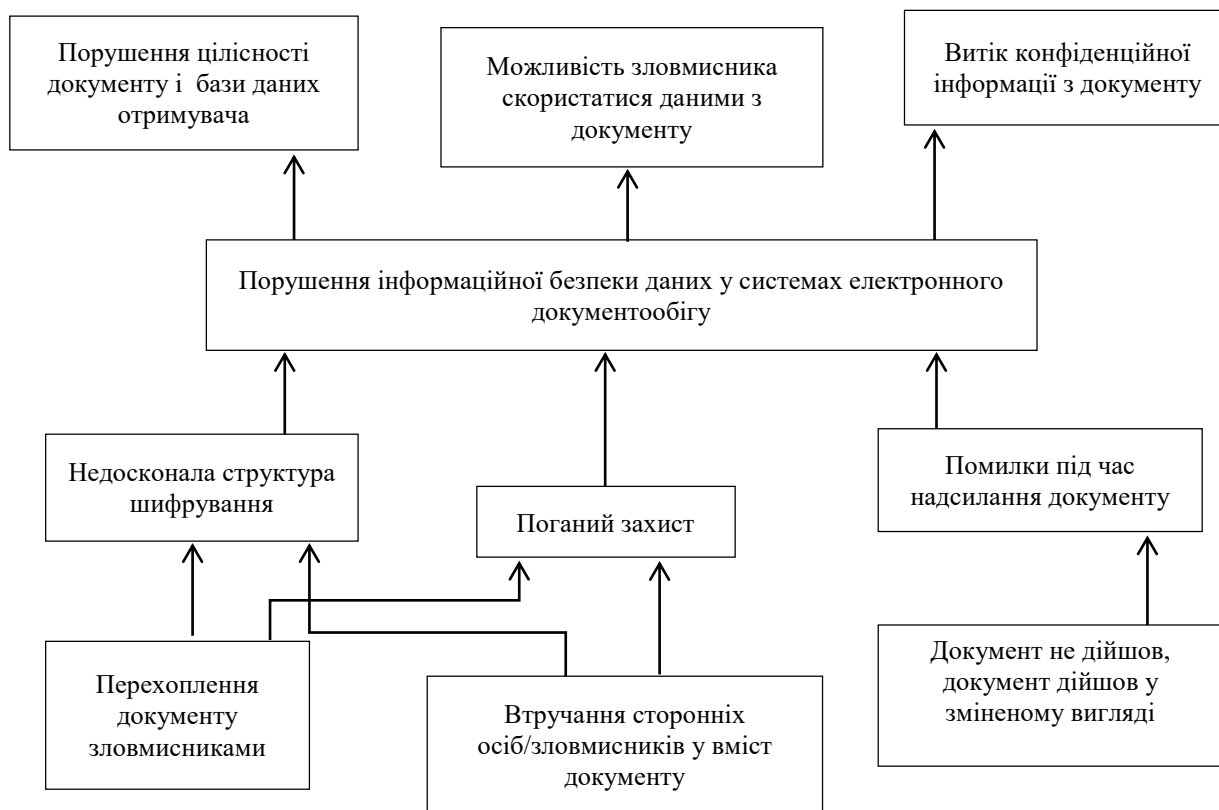 Порушення цілісності
документу і бази даних
отримувача
Можливість зловмисника
скористатися даними з
документу
Витік конфіденційної
інформації з документу
Порушення інформаційної безпеки даних у системах електронного
документообігу
Недосконала структура
шифрування
Поганий захист
Помилки під час
надсилання документу
Перехоплення
документу
зловмисниками
Втручання сторонніх
осіб/зловмисників у вміст
документу
Документ не дійшов,
документ дійшов у
зміненому вигляді